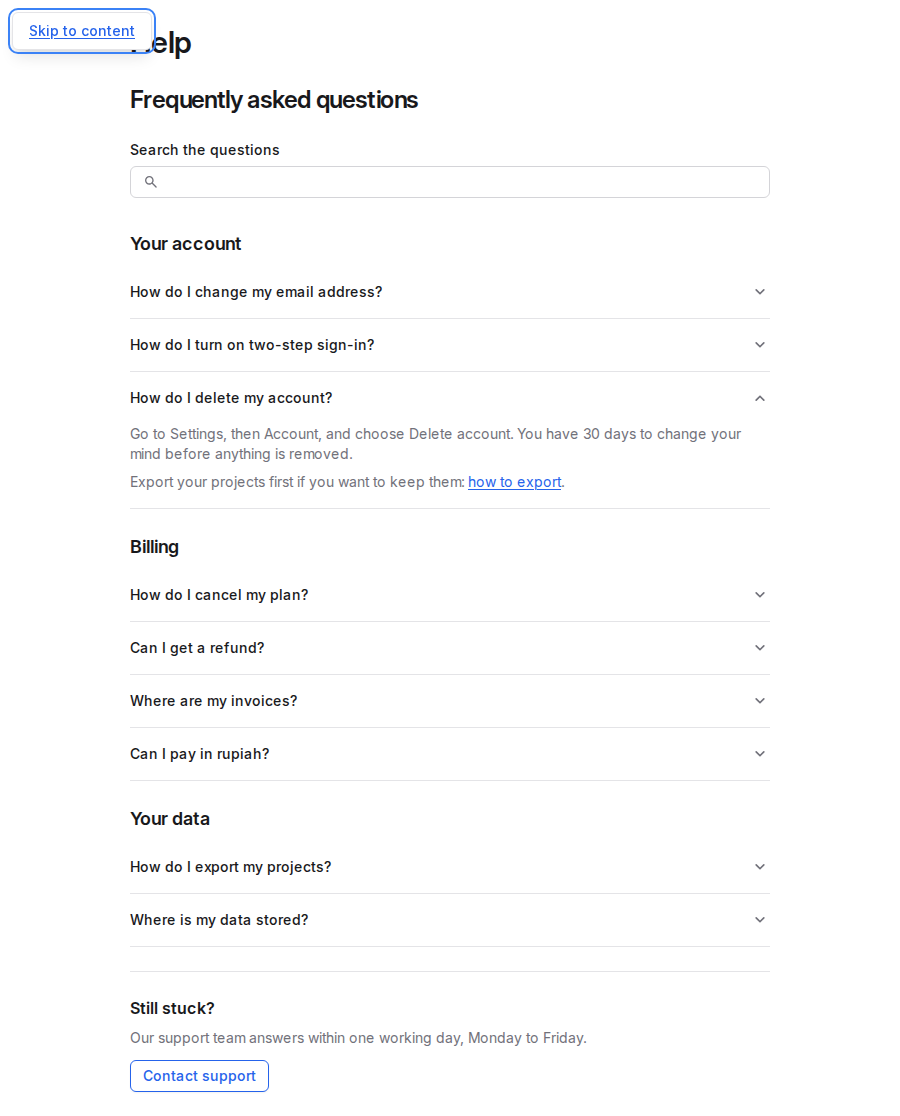 Skip to content
Help
Frequently asked questions
Search the questions
Your account
How do I change my email address?
How do I turn on two-step sign-in?
How do I delete my account?
Go to Settings, then Account, and choose Delete account. You have 30 days to change your
mind before anything is removed.
Export your projects first if you want to keep them: how to export.
Billing
How do I cancel my plan?
Can I get a refund?
Where are my invoices?
Can I pay in rupiah?
Your data
How do I export my projects?
Where is my data stored?
Still stuck?
Our support team answers within one working day, Monday to Friday.
Contact support